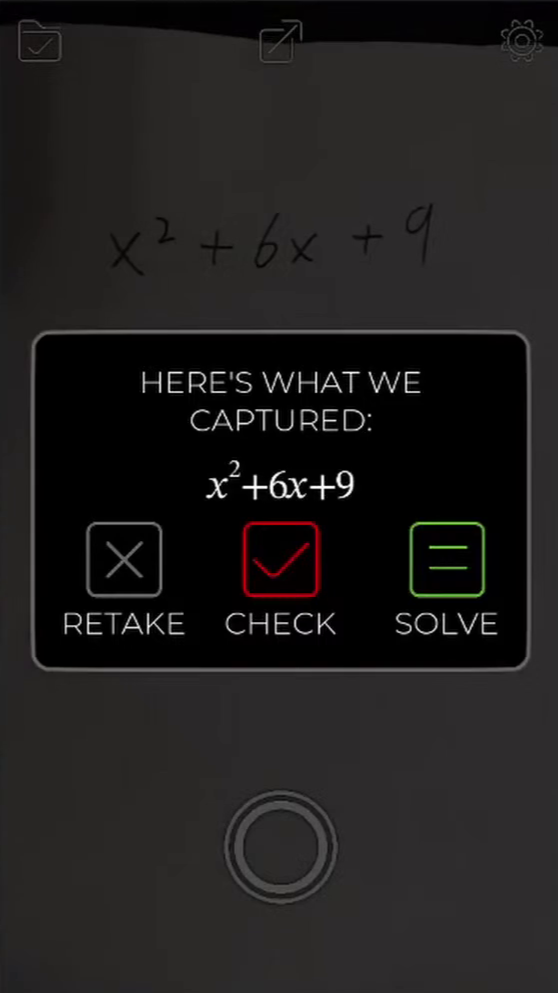 x² + 6x + 9
HERE'S WHAT WE
CAPTURED:
x²+6x+9
RETAKE CHECK SOLVE